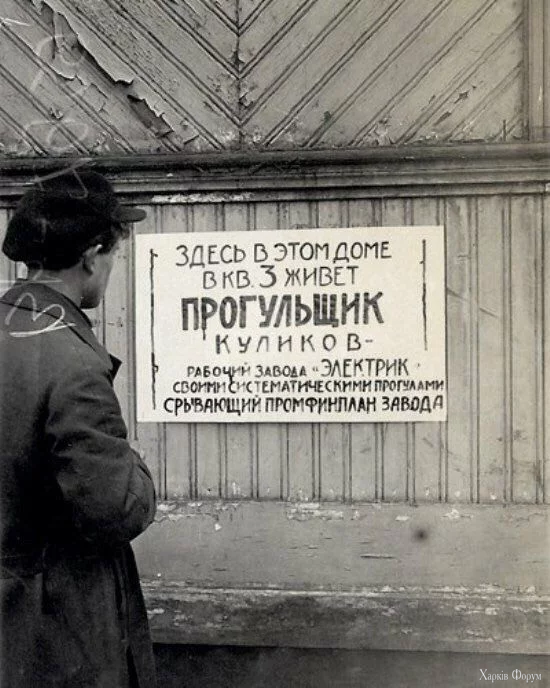 ЗДЕСЬ В ЭТОМ ДОМЕ
В КВ. 3 ЖИВЕТ
ПРОГУЛЬЩИК
КУЛИКОВ-
РАБОЧИЙ ЗАВОДА "ЭЛЕКТРИК"
СВОИМИ СИСТЕМАТИЧЕСКИМИ ПРОГУЛАМИ
СРЫВАЮЩИЙ ПРОМФИНПЛАН ЗАВОДА
Харків Форум